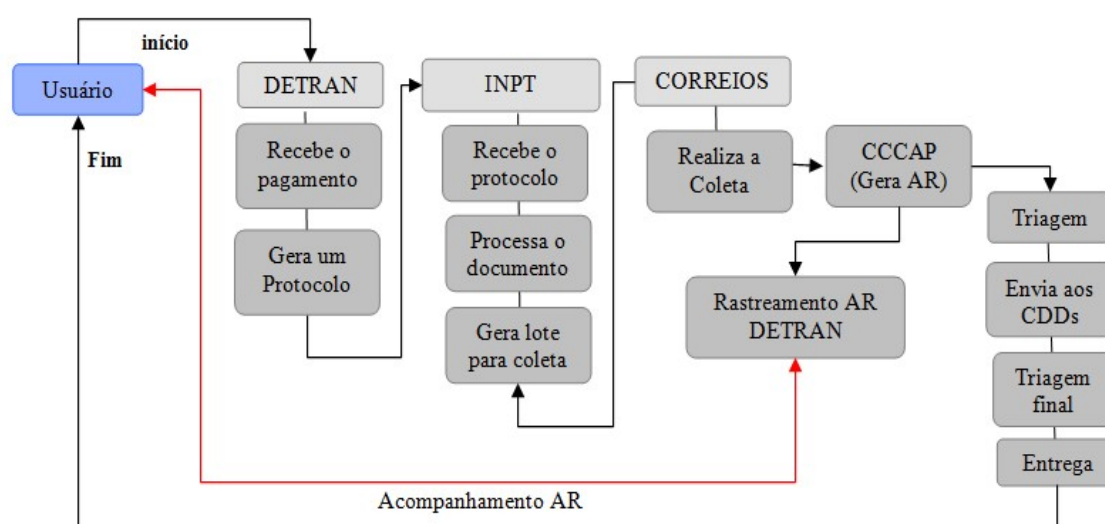 início
Usuário
Fim
DETRAN
Recebe o
pagamento
Gera um
Protocolo
INPT
Recebe o
protocolo
Processa o
documento
Gera lote
para coleta
CORREIOS
Realiza a
Coleta
CCCAP
(Gera AR)
Rastreamento AR
DETRAN
Triagem
Envia aos
CDDs
Triagem
final
Entrega
Acompanhamento AR